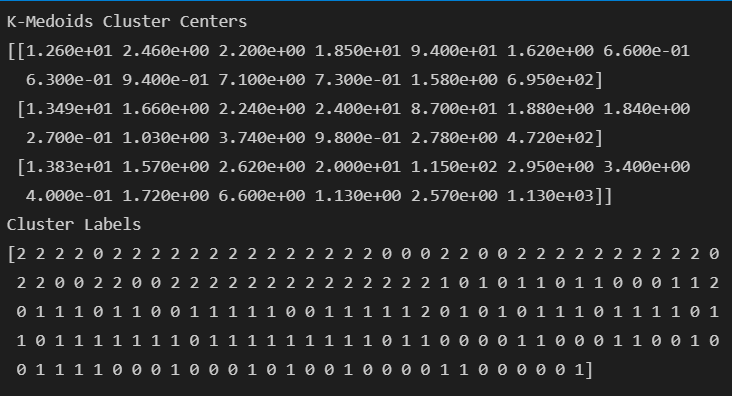 K-Medoids Cluster Centers
[[1.260e+01 2.460e+00 2.200e+00 1.850e+01 9.400e+01 1.620e+00 6.600e-01
6.300e-01 9.400e-01 7.100e+00 7.300e-01 1.580e+00 6.950e+02]
[1.349e+01 1.660e+00 2.240e+00 2.400e+01 8.700e+01 1.880e+00 1.840e+00
2.700e-01 1.030e+00 3.740e+00 9.800e-01 2.780e+00 4.720e+02]
[1.383e+01 1.570e+00 2.620e+00 2.000e+01 1.150e+02 2.950e+00 3.400e+00
4.000e-01 1.720e+00 6.600e+00 1.130e+00 2.570e+00 1.130e+03]]
Cluster Labels
[2 2 2 2 0 2 2 2 2 2 2 2 2 2 2 2 2 2 2 0 0 0 2 2 0 0 2 2 2 2 2 2 2 2 2 2 0
2 2 0 0 2 2 0 0 2 2 2 2 2 2 2 2 2 2 2 2 2 2 1 0 1 0 1 1 0 1 1 0 0 0 1 1 2
0 1 1 1 0 1 1 0 0 1 1 1 1 1 1 0 0 1 1 1 1 1 2 0 1 0 1 0 1 1 1 0 1 1 1 1 0 1
1 0 1 1 1 1 1 1 1 0 1 1 1 1 1 1 1 1 1 0 1 1 0 0 0 0 1 1 0 0 0 1 1 0 0 1 0
0 1 1 1 1 0 0 0 1 0 0 0 1 0 1 0 0 1 0 0 0 0 1 1 0 0 0 0 0 1]